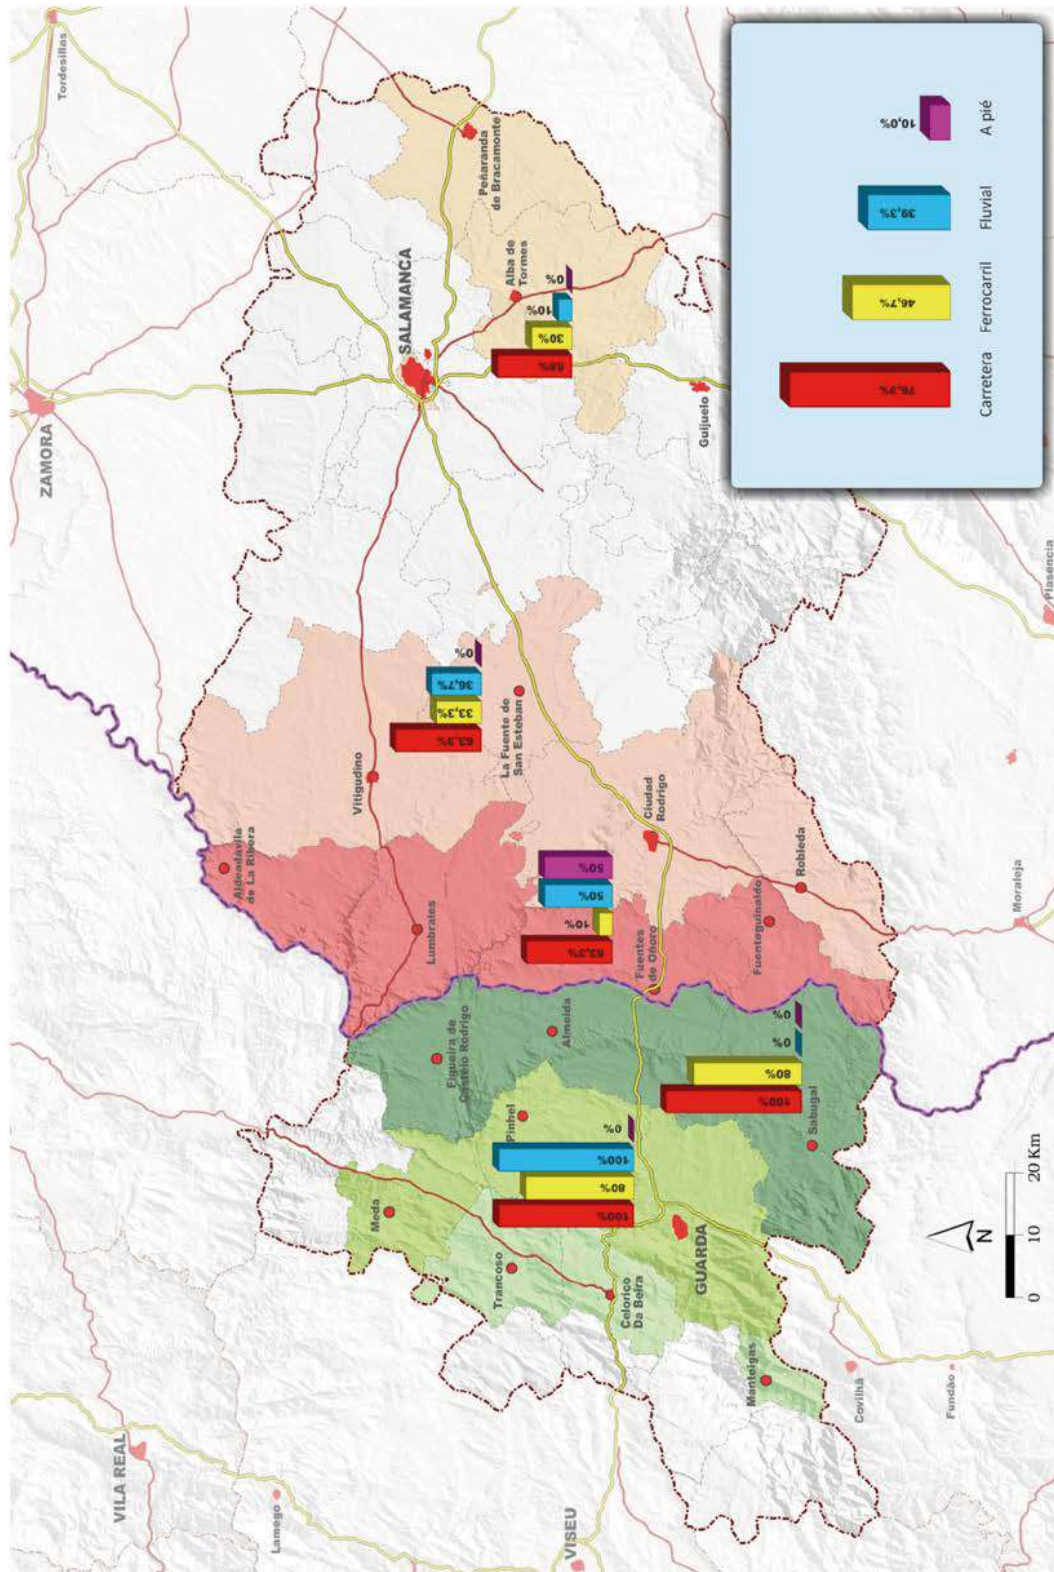 VILA REAL
ZAMORA
Tordesillas
Lamego
Aldeadavila
de La Ribera
Meda
Vitigudino
SALAMANCA
Figueira de
Castelo Rodrigo
Lumbrales
63,3%
33,3%
36,7%
0%
Peñaranda
de Bracamonte
Trancoso
Pinhel
Almeida
La Fuente de
San Esteban
Alba de
Tormes
VISEU
100%
80%
100%
0%
63,3%
10%
50%
50%
55%
30%
10%
0%
Celorico
Da Beira
Fuentes
de Oñoro
Ciudad
Rodrigo
GUARDA
Guijuelo
Manteigas
100%
80%
0%
0%
Sabugal
Fuenteguinaldo
Robleda
Covilhã
Fundão
N
0 10 20 Km
Moraleja
Plasencia
76,3%
46,7%
39,3%
10,0%
Carretera
Ferrocarril
Fluvial
A pié